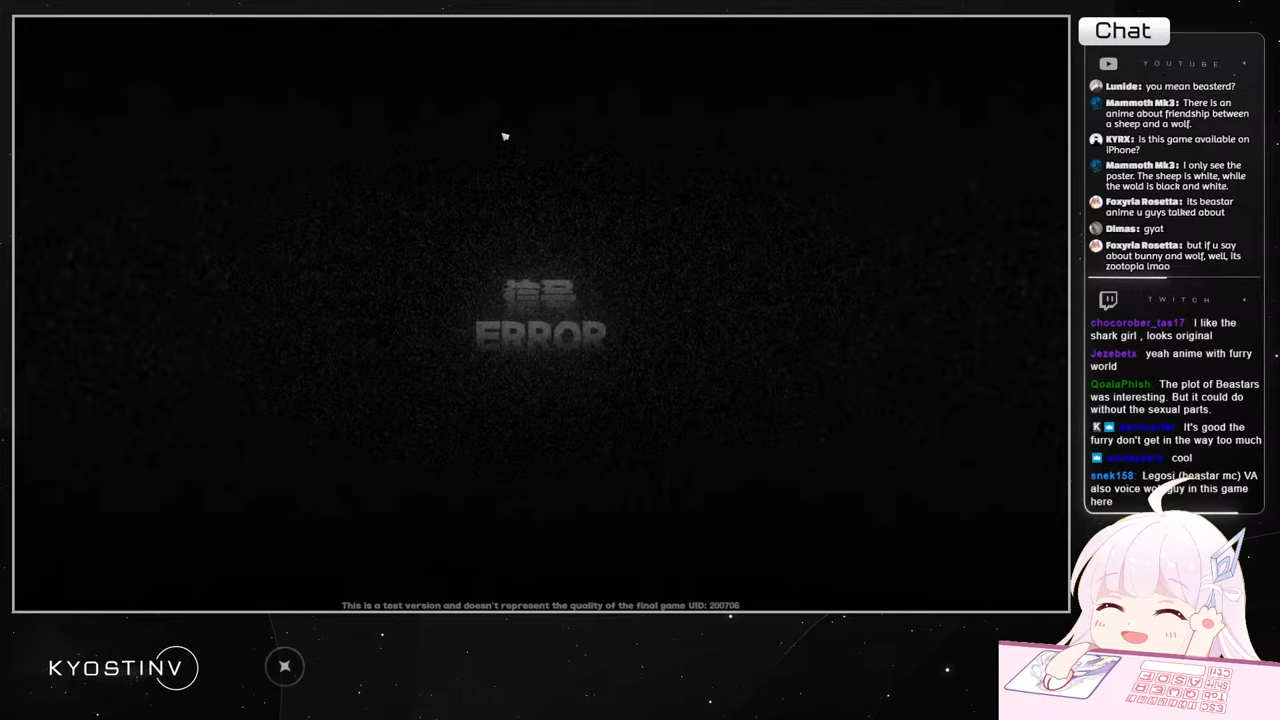 Chat
YOUTUBE
Lunide: you mean beasterd?
Mammoth Mk3: There is an
anime about friendship between
a sheep and a wolf.
KYRX: Is this game available on
iPhone?
Mammoth Mk3: I only see the
poster. The sheep is white, while
the wold is black and white.
Foxyria Rosetta: its beastar
anime u guys talked about
Dimas: gyat
Foxyria Rosetta: but if u say
about bunny and wolf, well, its
zootopia lmao
TWITCH
chocorober_tas17 I like the
shark girl , looks original
Jezebetx yeah anime with furry
world
QoalaPhish The plot of Beastars
was interesting. But it could do
without the sexual parts.
It's good the
furry don't get in the way too much
cool
snek158 Legosi (beastar mc) VA
also voice guy in this game
here
ERROR
This is a test version and doesn't represent the quality of the final game UID: 200706
KYOSTINV
Ctrl
Shift
Tab
ESC